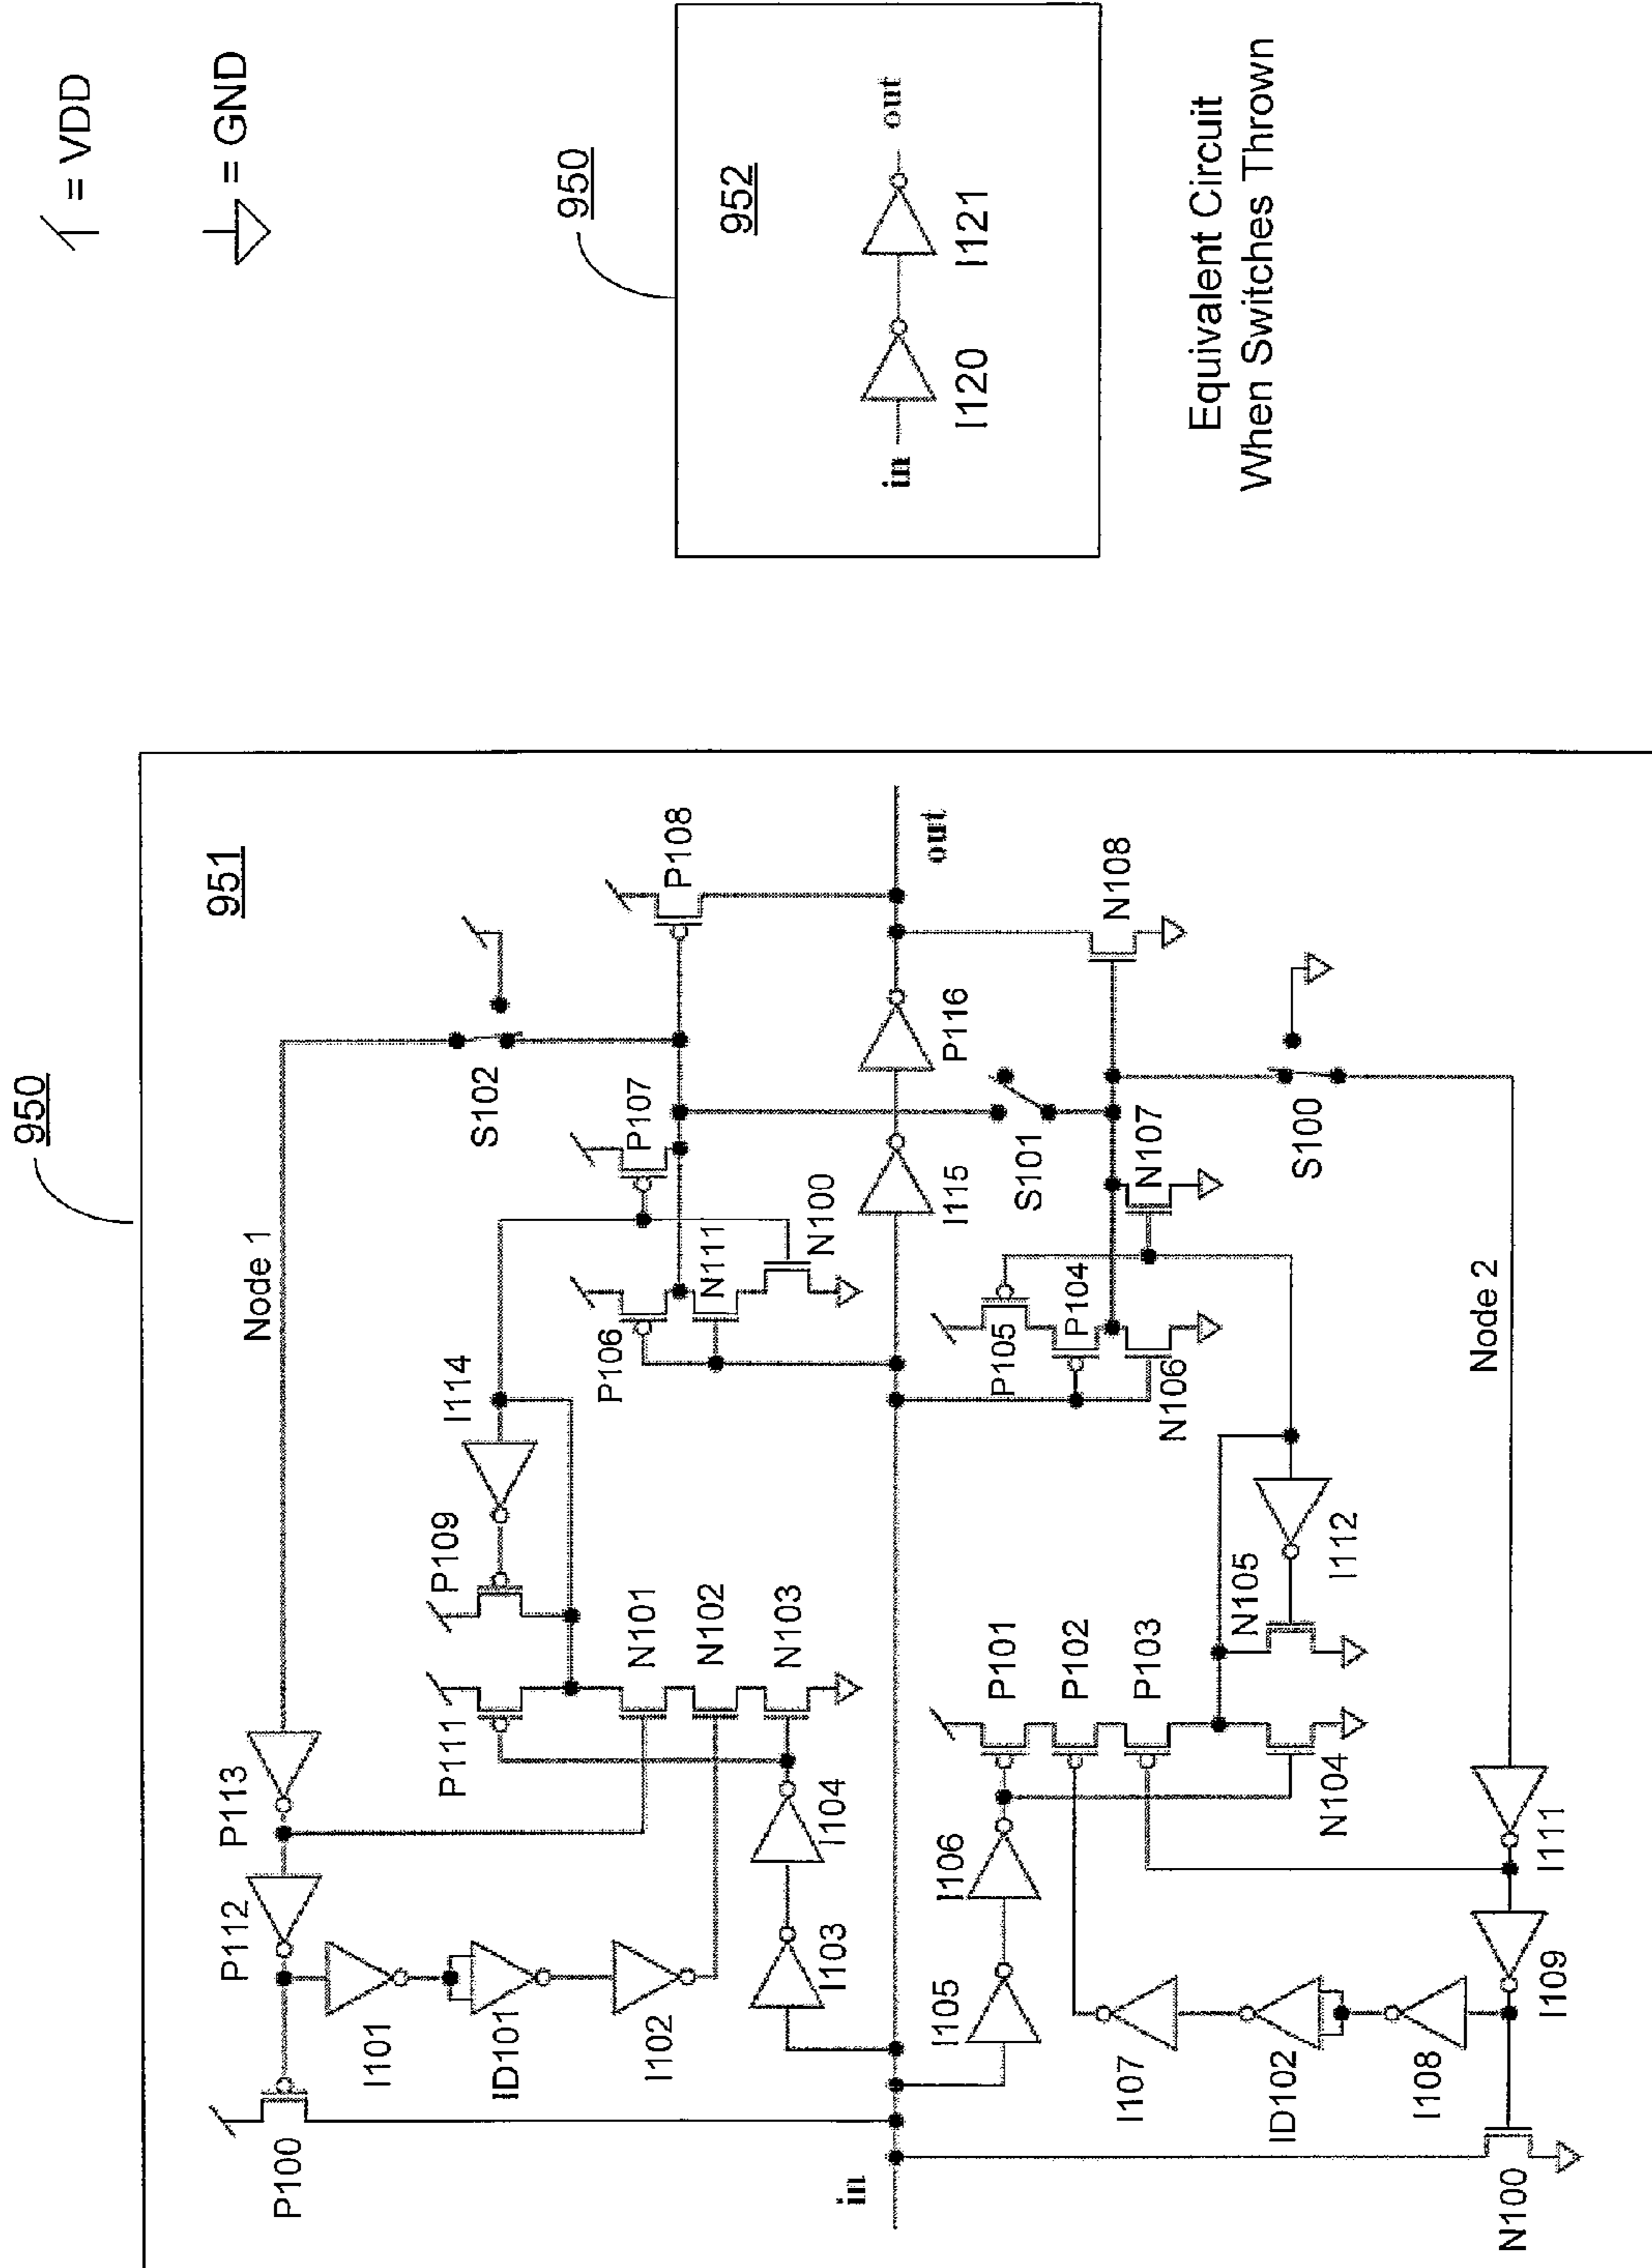 = VDD
= GND
950
952
in
out
I120
I121
Equivalent Circuit
When Switches Thrown
950
951
Node 1
S102
P108
P107
N100
N111
P106
I114
P109
P111
N101
N102
N103
P113
P112
I101
ID101
I102
I103
I104
P100
in
out
P116
I115
S101
N108
N107
S100
P104
P105
N106
Node 2
I112
N105
P101
P102
P103
N104
I106
I105
I107
ID102
I108
I109
I111
N100